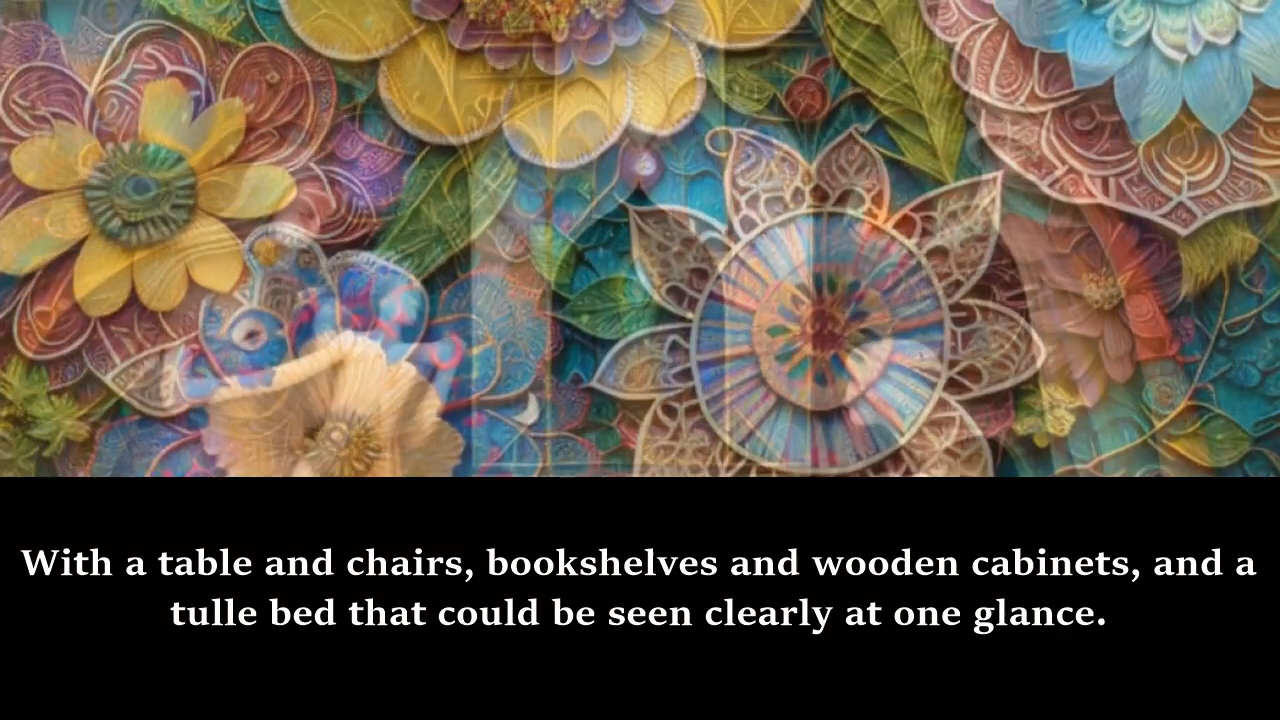 With a table and chairs, bookshelves and wooden cabinets, and a
tulle bed that could be seen clearly at one glance.